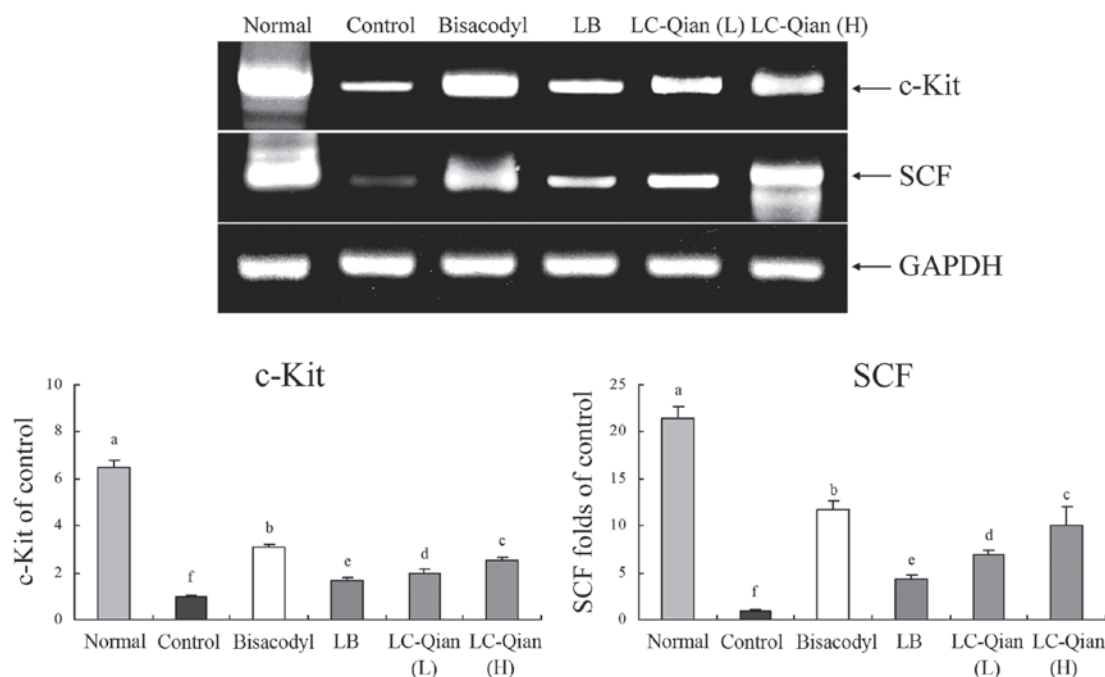 Normal Control Bisacodyl LB LC-Qian (L) LC-Qian (H)
c-Kit
SCF
GAPDH
c-Kit
c-Kit of control
10
8
6
4
2
0
a
f
b
e
d
c
Normal Control Bisacodyl LB LC-Qian (L) LC-Qian (H)
SCF
SCF folds of control
25
20
15
10
5
0
a
f
b
e
d
c
Normal Control Bisacodyl LB LC-Qian (L) LC-Qian (H)